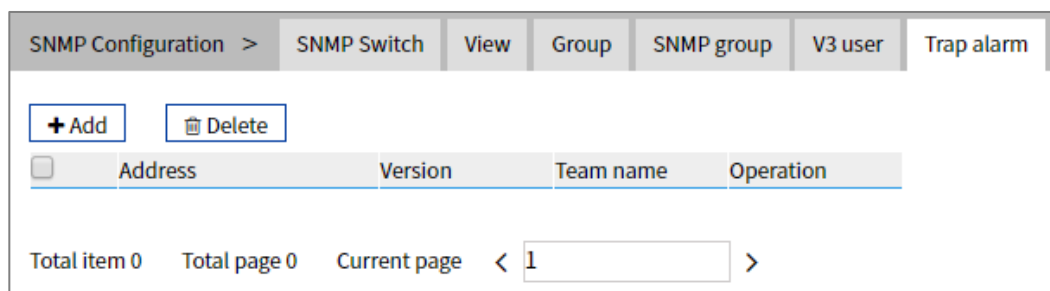 SNMP Configuration > SNMP Switch View Group SNMP group V3 user Trap alarm
+ Add Delete
Address Version Team name Operation
Total item 0 Total page 0 Current page < 1 >